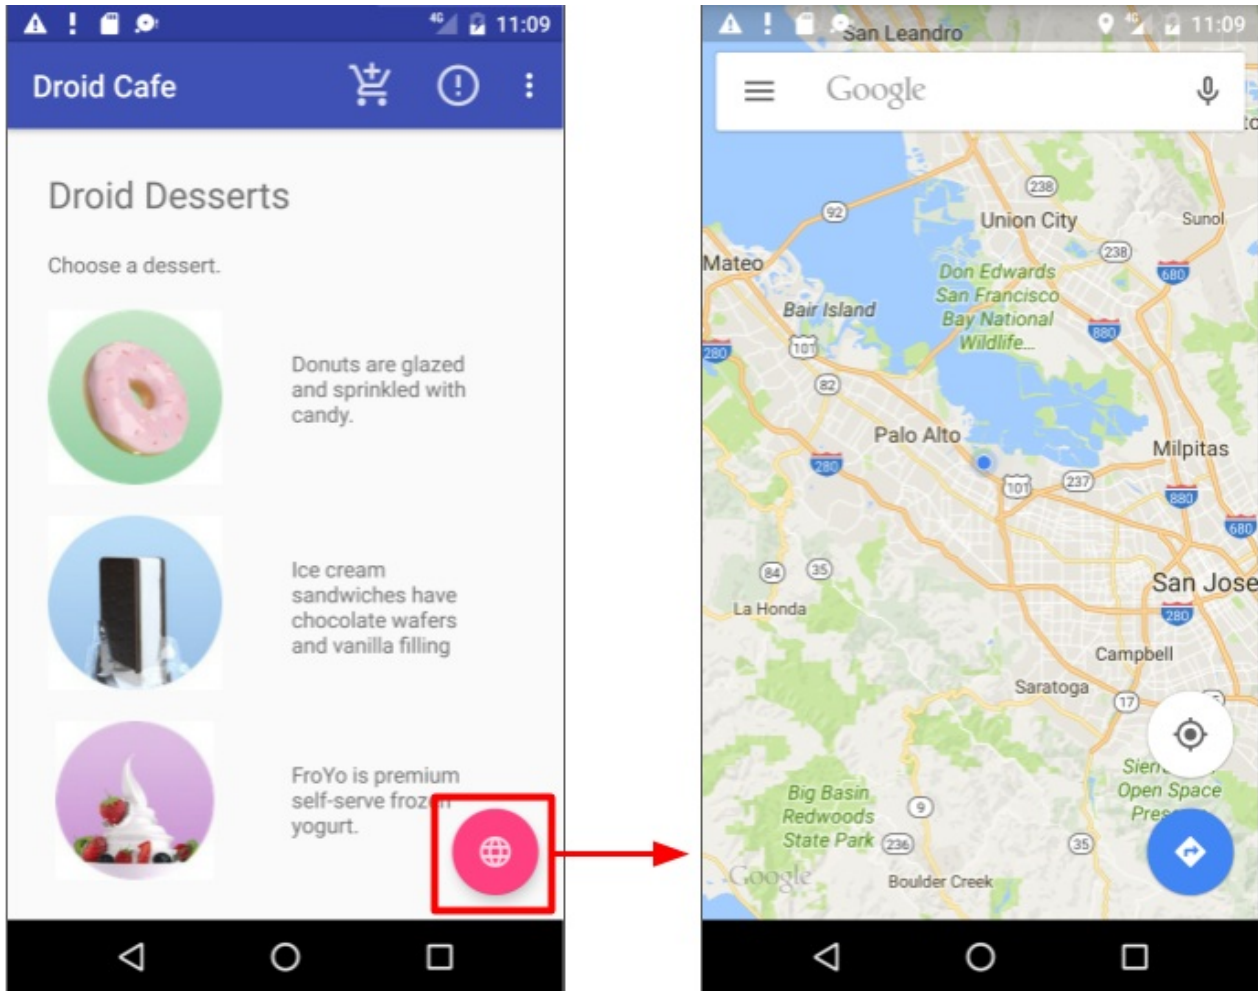 11:09
Droid Cafe
Droid Desserts
Choose a dessert.
Donuts are glazed
and sprinkled with
candy.
Ice cream
sandwiches have
chocolate wafers
and vanilla filling
FroYo is premium
self-serve frozen
yogurt.
4G
11:09
San Leandro
Google
238
92
Union City
Sunol
238
Mateo
680
Don Edwards
San Francisco
Bay National
Wildlife...
Bair Island
880
101
280
82
Palo Alto
Milpitas
280
101
237
880
680
84
35
San Jose
La Honda
280
Campbell
Saratoga
17
Open Space
Big Basin
Redwoods
State Park
9
236
35
Google
Boulder Creek